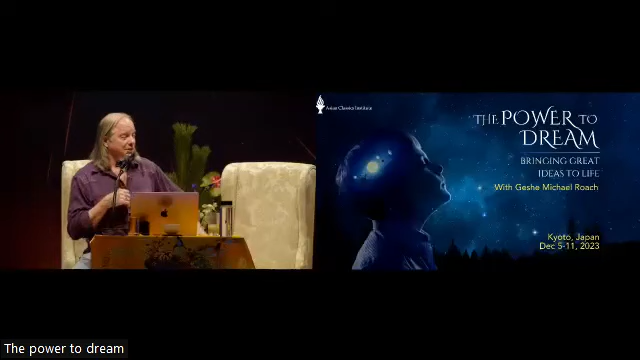 Asian Classics Institute
THE POWER TO
DREAM
BRINGING GREAT
IDEAS TO LIFE
With Geshe Michael Roach
Kyoto, Japan
Dec 5-11, 2023
The power to dream